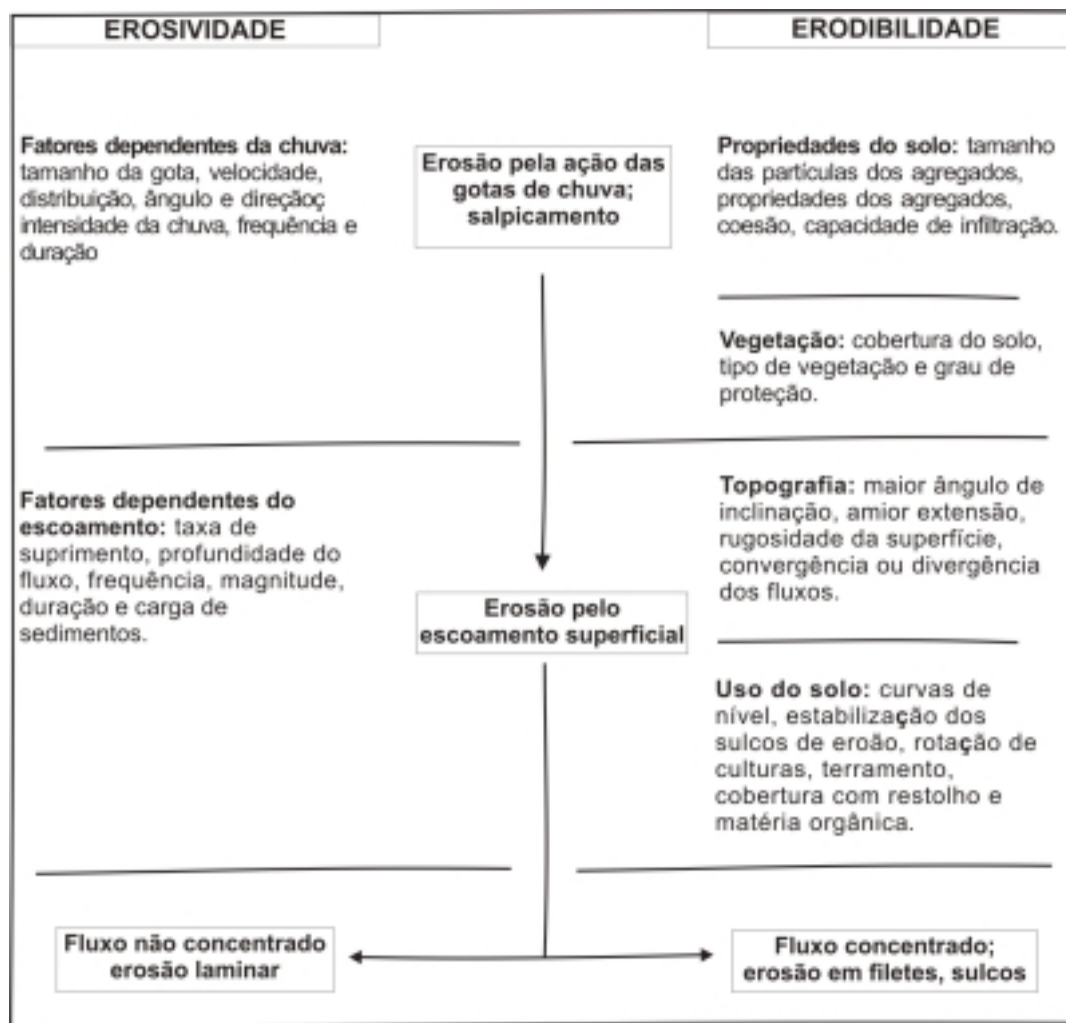 EROSIVIDADE
ERODIBILIDADE
Fatores dependentes da chuva:
tamanho da gota, velocidade,
distribuição, ângulo e direçãoç
intensidade da chuva, frequência e
duração
Erosão pela ação das
gotas de chuva;
salpicamento
Propriedades do solo: tamanho
das partículas dos agregados,
propriedades dos agregados,
coesão, capacidade de infiltração.
Vegetação: cobertura do solo,
tipo de vegetação e grau de
proteção.
Fatores dependentes do
escoamento: taxa de
suprimento, profundidade do
fluxo, frequência, magnitude,
duração e carga de
sedimentos.
Erosão pelo
escoamento superficial
Topografia: maior ângulo de
inclinação, amior extensão,
rugosidade da superfície,
convergência ou divergência
dos fluxos.
Uso do solo: curvas de
nível, estabilização dos
sulcos de eroão, rotação de
culturas, terramento,
cobertura com restolho e
matéria orgânica.
Fluxo não concentrado
erosão laminar
Fluxo concentrado;
erosão em filetes, sulcos